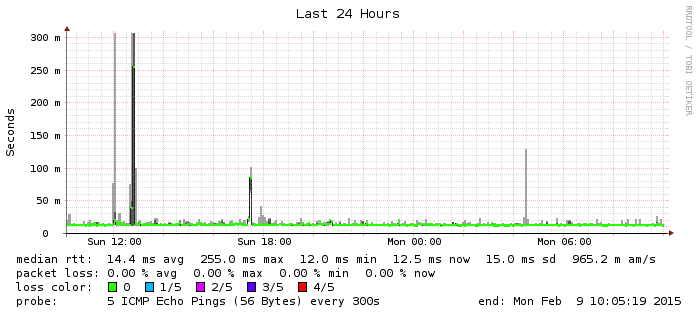 Last 24 Hours
RRDTOOL / TOBI OETIKER
Seconds
300 m
250 m
200 m
150 m
100 m
50 m
0
Sun 12:00 Sun 18:00 Mon 00:00 Mon 06:00
median rtt: 14.4 ms avg 255.0 ms max 12.0 ms min 12.5 ms now 15.0 ms sd 965.2 m am/s
packet loss: 0.00 % avg 0.00 % max 0.00 % min 0.00 % now
loss color: 0 1/5 2/5 3/5 4/5
probe: 5 ICMP Echo Pings (56 Bytes) every 300s end: Mon Feb 9 10:05:19 2015